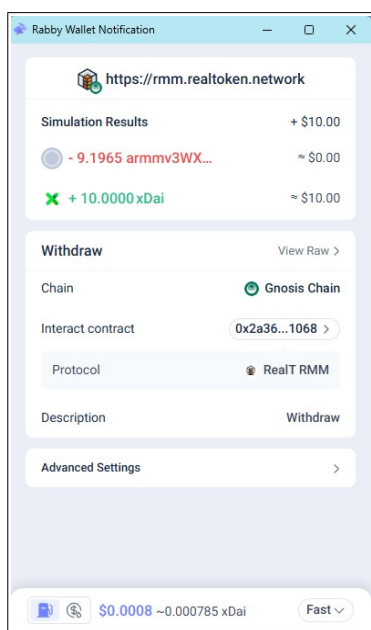 Rabby Wallet Notification
https://rmm.realtoken.network
Simulation Results + $10.00
- 9.1965 armmv3WX... ≈ $0.00
+ 10.0000 xDai ≈ $10.00
Withdraw View Raw >
Chain Gnosis Chain
Interact contract 0x2a36...1068 >
Protocol RealT RMM
Description Withdraw
Advanced Settings >
$0.0008 ~0.000785 xDai Fast